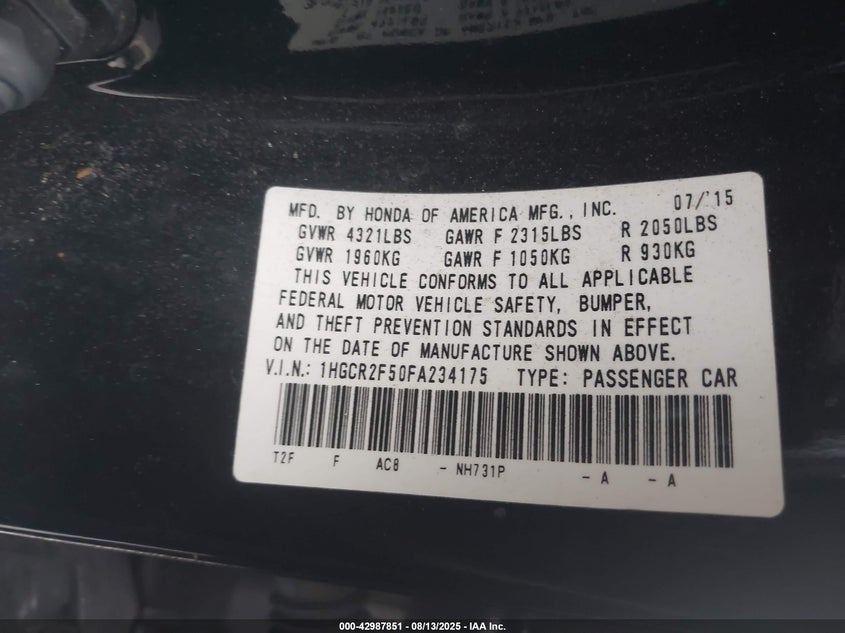 MFD. BY HONDA OF AMERICA MFG., INC. 07/'15
GVWR 4321LBS GAWR F 2315LBS R 2050LBS
GVWR 1960KG GAWR F 1050KG R 930KG
THIS VEHICLE CONFORMS TO ALL APPLICABLE
FEDERAL MOTOR VEHICLE SAFETY, BUMPER,
AND THEFT PREVENTION STANDARDS IN EFFECT
ON THE DATE OF MANUFACTURE SHOWN ABOVE.
V.I.N.: 1HGCR2F50FA234175 TYPE: PASSENGER CAR
T2F F AC8 - NH731P - A - A
000-42987851 - 08/13/2025 - IAA Inc.